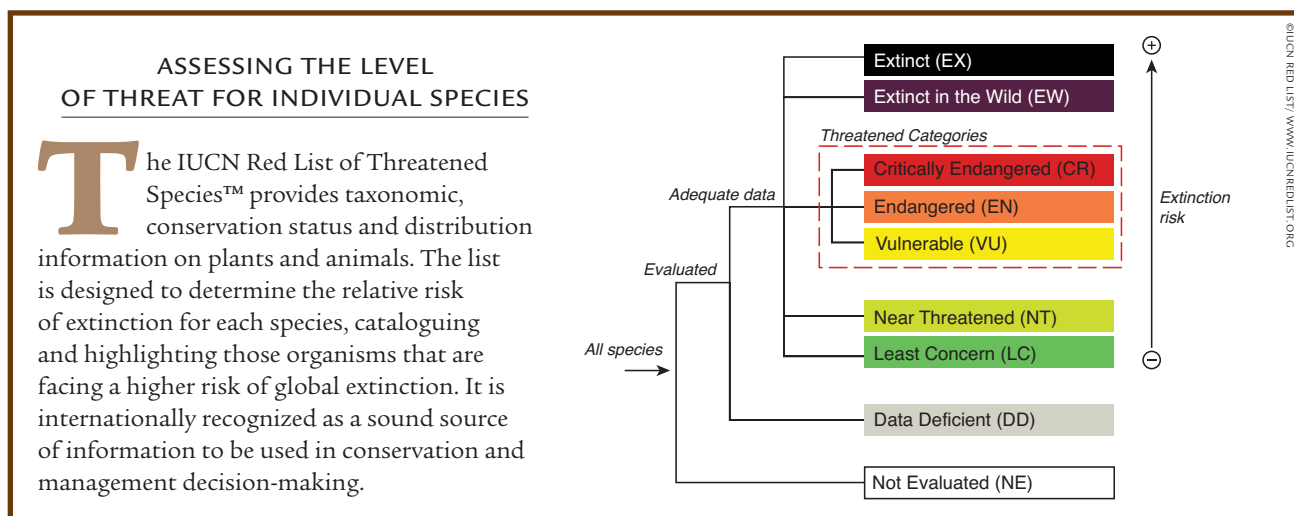 ASSESSING THE LEVEL
OF THREAT FOR INDIVIDUAL SPECIES
The IUCN Red List of Threatened
Species™ provides taxonomic,
conservation status and distribution
information on plants and animals. The list
is designed to determine the relative risk
of extinction for each species, cataloguing
and highlighting those organisms that are
facing a higher risk of global extinction. It is
internationally recognized as a sound source
of information to be used in conservation and
management decision-making.
All species
Evaluated
Adequate data
Extinct (EX)
Extinct in the Wild (EW)
Threatened Categories
Critically Endangered (CR)
Endangered (EN)
Vulnerable (VU)
Near Threatened (NT)
Least Concern (LC)
Data Deficient (DD)
Not Evaluated (NE)
+
Extinction
risk
−
©IUCN RED LIST/ WWW.IUCNREDLIST.ORG